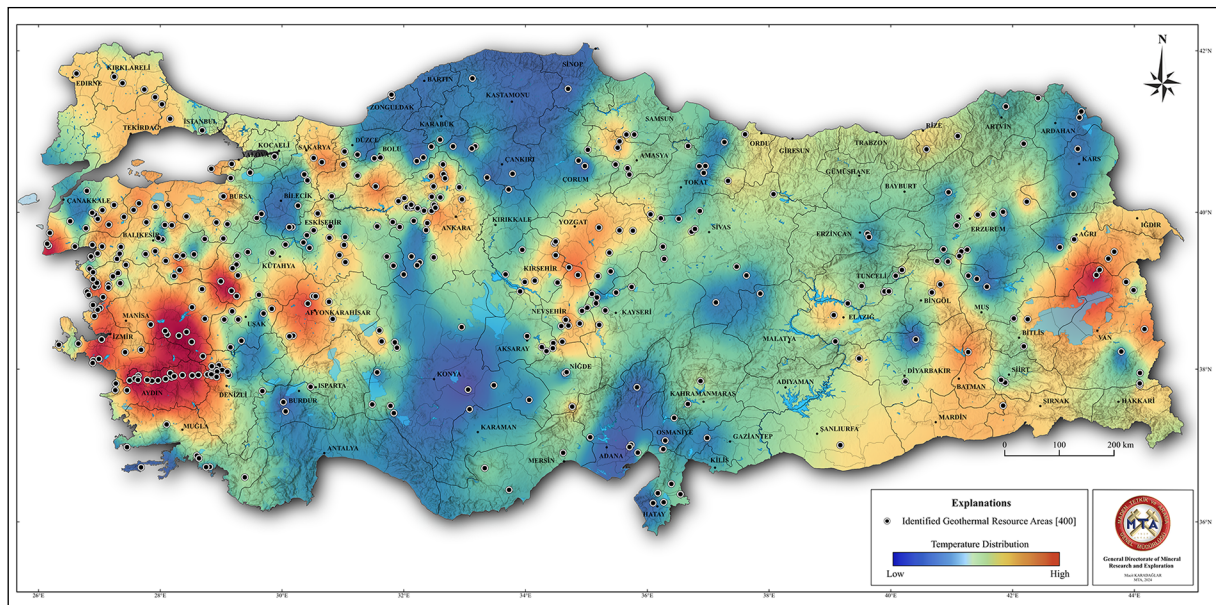 42°N
40°N
36°N
36°N
26°E
28°E
30°E
32°E
34°E
36°E
38°E
40°E
42°E
44°E
N
KIRKLARELİ
EDİRNE
TEKİRDAĞ
İSTANBUL
KOCAELİ
SAKARYA
DÜZCE
BOLU
ZONGULDAK
BARTIN
KARABÜK
KASTAMONU
SİNOP
ÇANKIRI
ÇORUM
SAMSUN
AMASYA
TOKAT
ORDU
GİRESUN
TRABZON
GÜMÜŞHANE
BAYBURT
RİZE
ARTVİN
ARDAHAN
KARS
IĞDIR
AĞRI
ERZURUM
ERZİNCAN
SİVAS
YOZGAT
KIRIKKALE
ANKARA
ESKİŞEHİR
BİLECİK
BURSA
ÇANAKKALE
BALIKESİR
KÜTAHYA
MANİSA
UŞAK
AFYONKARAHİSAR
İZMİR
AYDIN
DENİZLİ
MUĞLA
BURDUR
ISPARTA
ANTALYA
KONYA
KARAMAN
AKSARAY
NİĞDE
NEVŞEHİR
KIRŞEHİR
KAYSERİ
MERSİN
ADANA
OSMANİYE
HATAY
KİLİS
GAZİANTEP
KAHRAMANMARAŞ
MALATYA
ADIYAMAN
ŞANLIURFA
ELAZIĞ
TUNCELİ
BİNGÖL
MUŞ
BİTLİS
VAN
DİYARBAKIR
BATMAN
SİİRT
MARDİN
ŞIRNAK
HAKKARİ
0 100 200 km
Explanations
Identified Geothermal Resource Areas [400]
Temperature Distribution
Low High
MTA
General Directorate of Mineral
Research and Exploration
Macit KARADAĞLAR
MTA, 2024